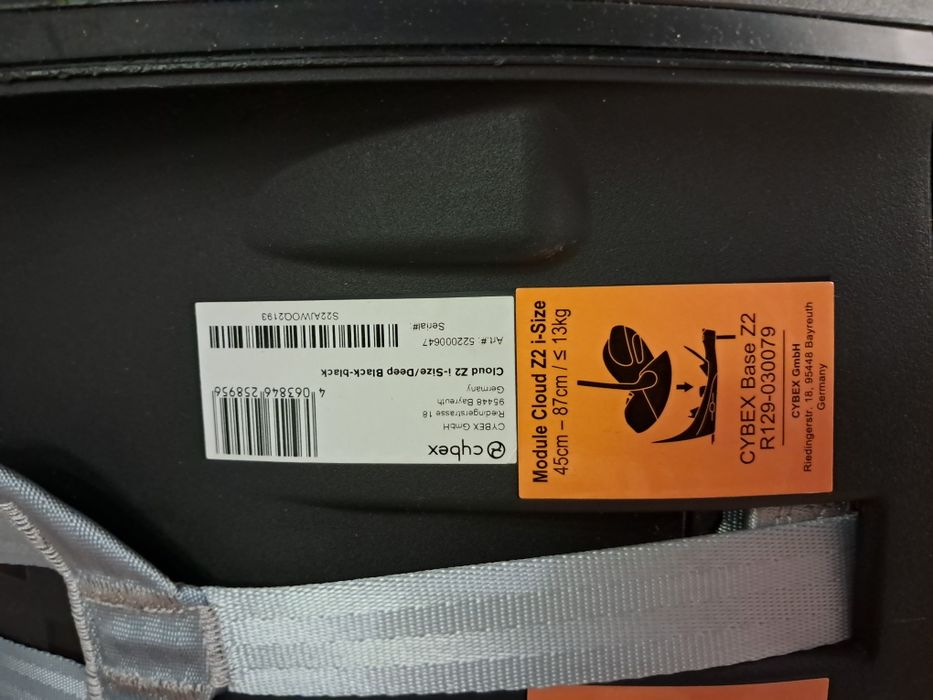 cybex
CYBEX GmbH
Riedingerstrasse 18
95448 Bayreuth
Germany
4 063846 258956
Cloud Z2 i-Size/Deep Black-black
Art.#: 522000647
Serial#:
S22AJWOQ2193
Module Cloud Z2 i-Size
45cm – 87cm / ≤ 13kg
CYBEX Base Z2
R129-030079
CYBEX GmbH
Riedingerstr. 18, 95448 Bayreuth
Germany